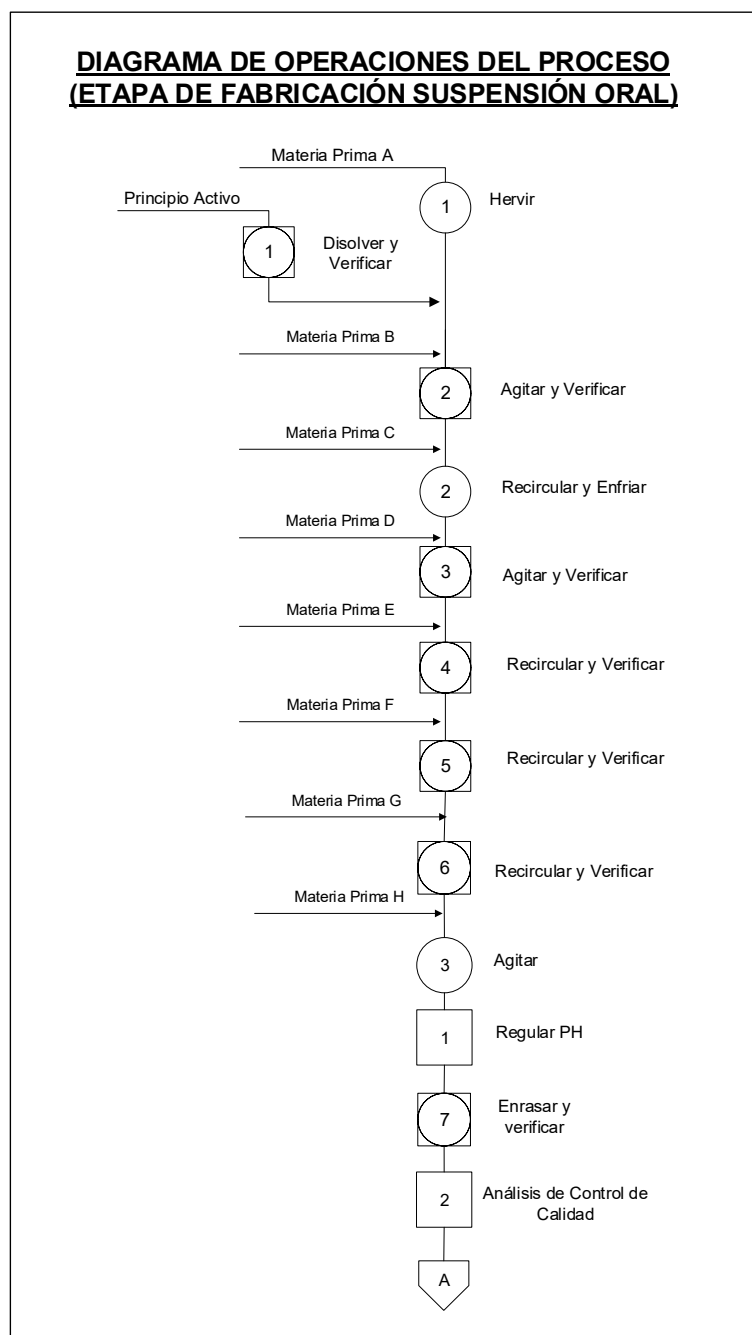 DIAGRAMA DE OPERACIONES DEL PROCESO
(ETAPA DE FABRICACIÓN SUSPENSIÓN ORAL)
Materia Prima A
1
Hervir
Principio Activo
1
Disolver y
Verificar
Materia Prima B
2
Agitar y Verificar
Materia Prima C
2
Recircular y Enfriar
Materia Prima D
3
Agitar y Verificar
Materia Prima E
4
Recircular y Verificar
Materia Prima F
5
Recircular y Verificar
Materia Prima G
6
Recircular y Verificar
Materia Prima H
3
Agitar
1
Regular PH
7
Enrasar y
verificar
2
Análisis de Control de
Calidad
A